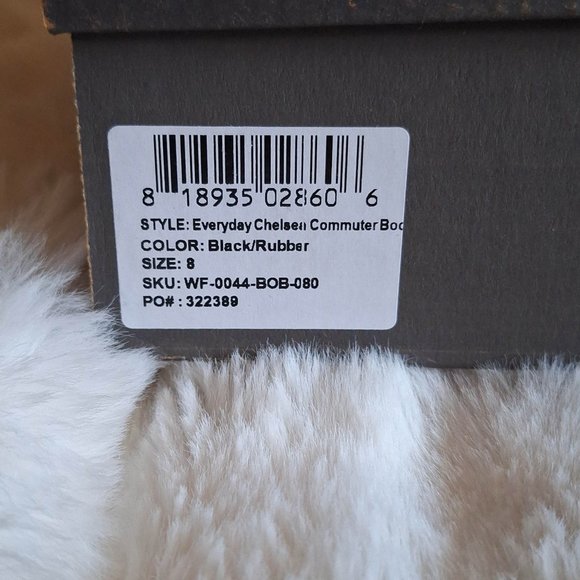 8 18935 02860 6
STYLE: Everyday Chelsea Commuter Boo
COLOR: Black/Rubber
SIZE: 8
SKU: WF-0044-BOB-080
PO# : 322389